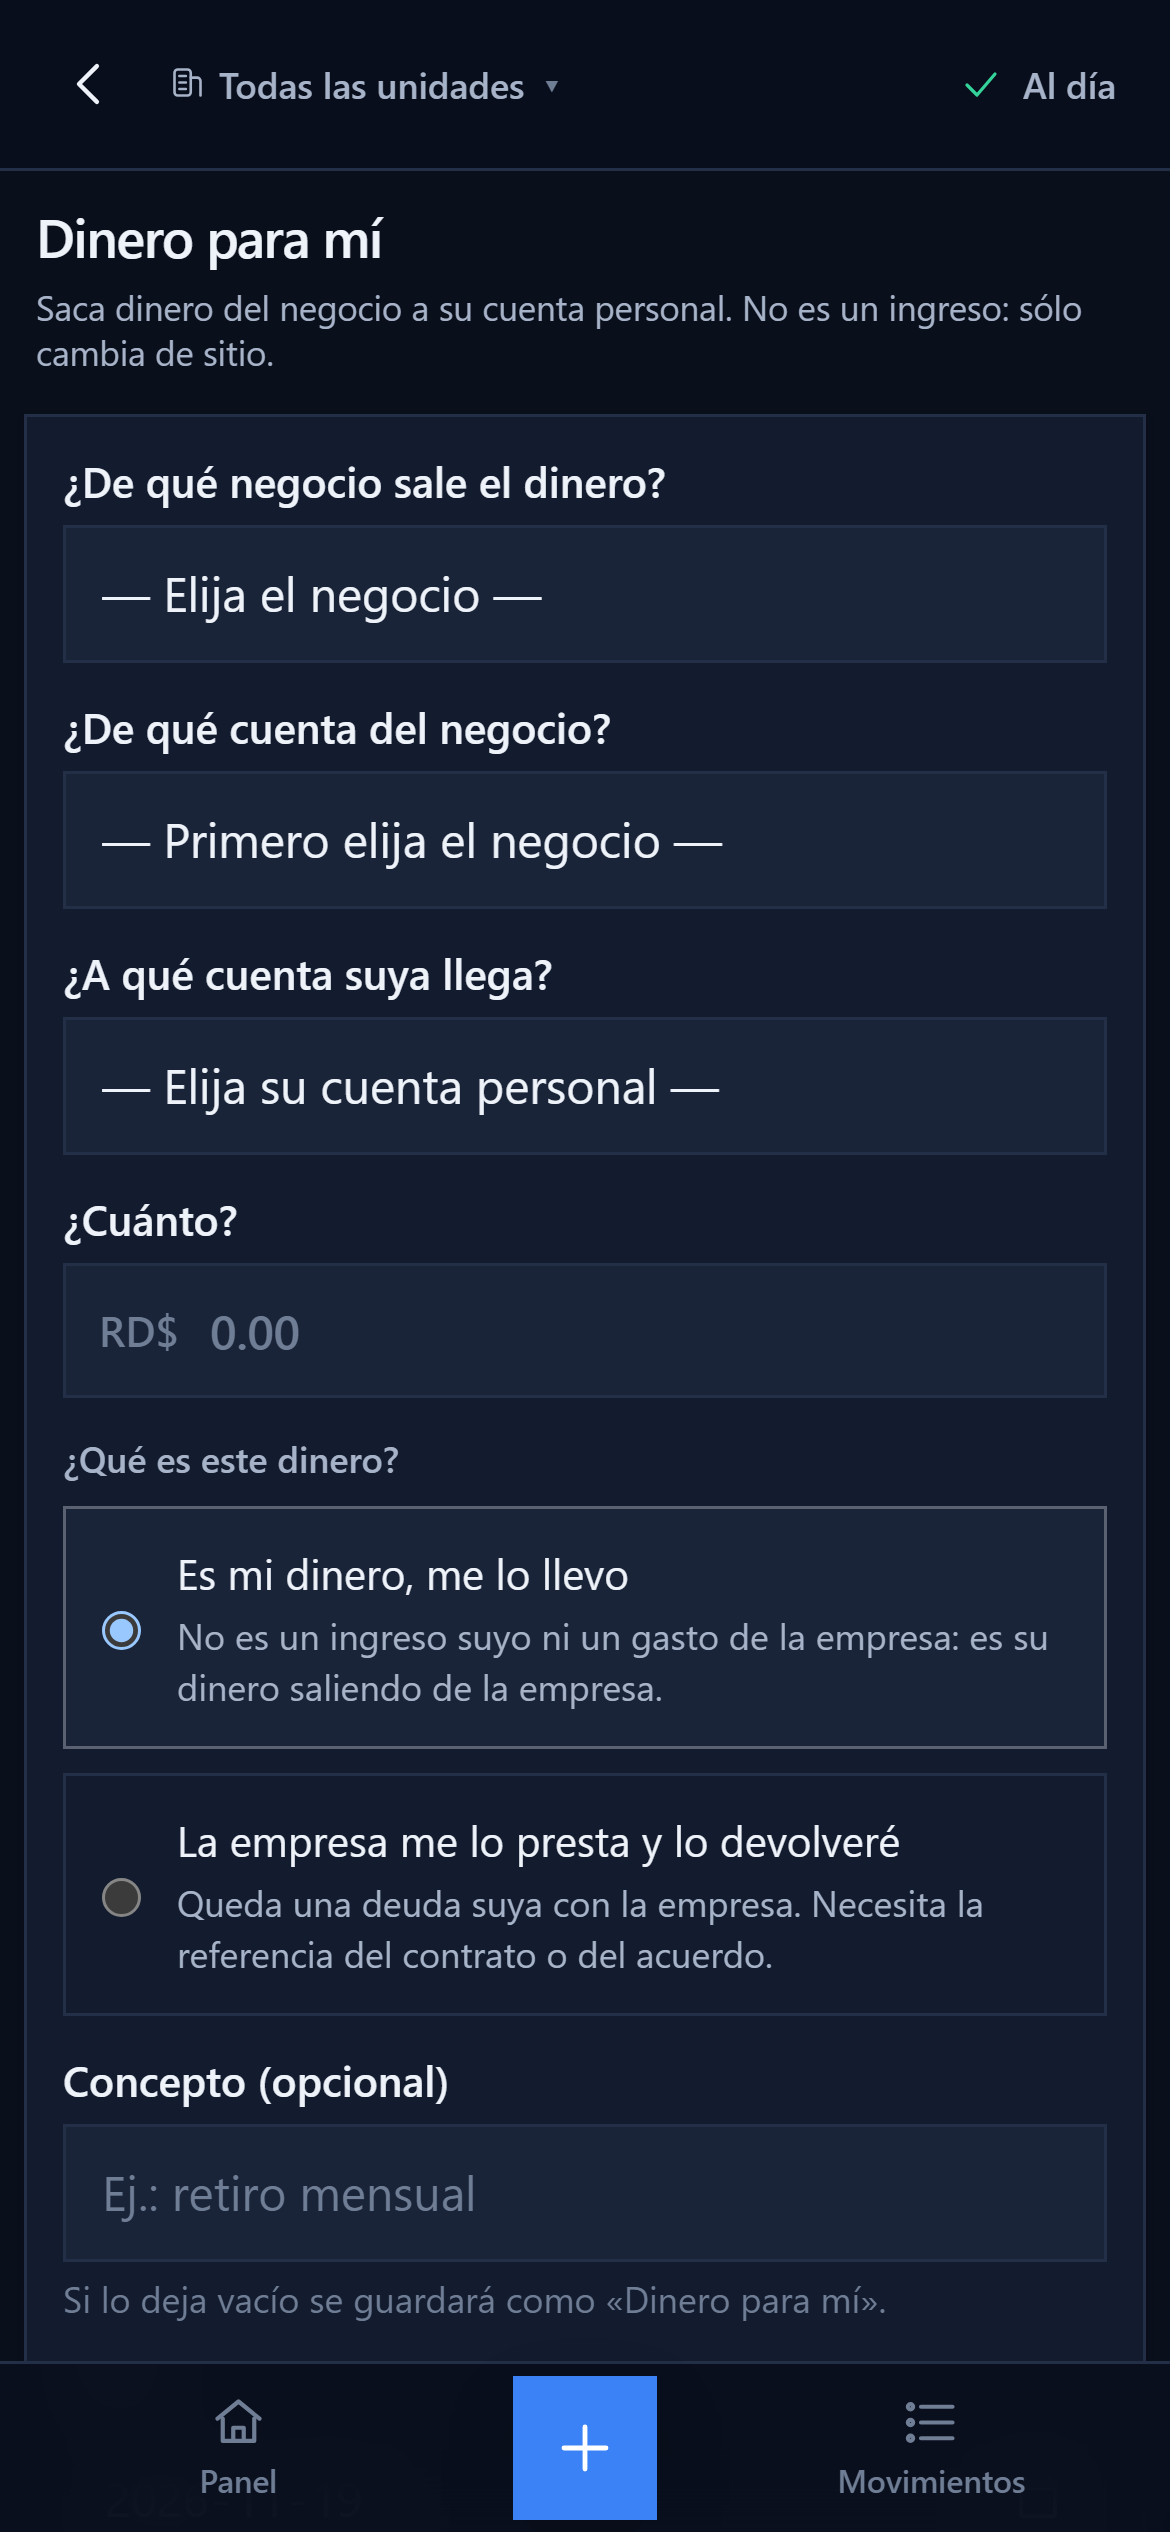 Todas las unidades ▼
Al día
Dinero para mí
Saca dinero del negocio a su cuenta personal. No es un ingreso: sólo
cambia de sitio.
¿De qué negocio sale el dinero?
— Elija el negocio —
¿De qué cuenta del negocio?
— Primero elija el negocio —
¿A qué cuenta suya llega?
— Elija su cuenta personal —
¿Cuánto?
RD$ 0.00
¿Qué es este dinero?
Es mi dinero, me lo llevo
No es un ingreso suyo ni un gasto de la empresa: es su
dinero saliendo de la empresa.
La empresa me lo presta y lo devolveré
Queda una deuda suya con la empresa. Necesita la
referencia del contrato o del acuerdo.
Concepto (opcional)
Ej.: retiro mensual
Si lo deja vacío se guardará como «Dinero para mí».
Panel
Movimientos